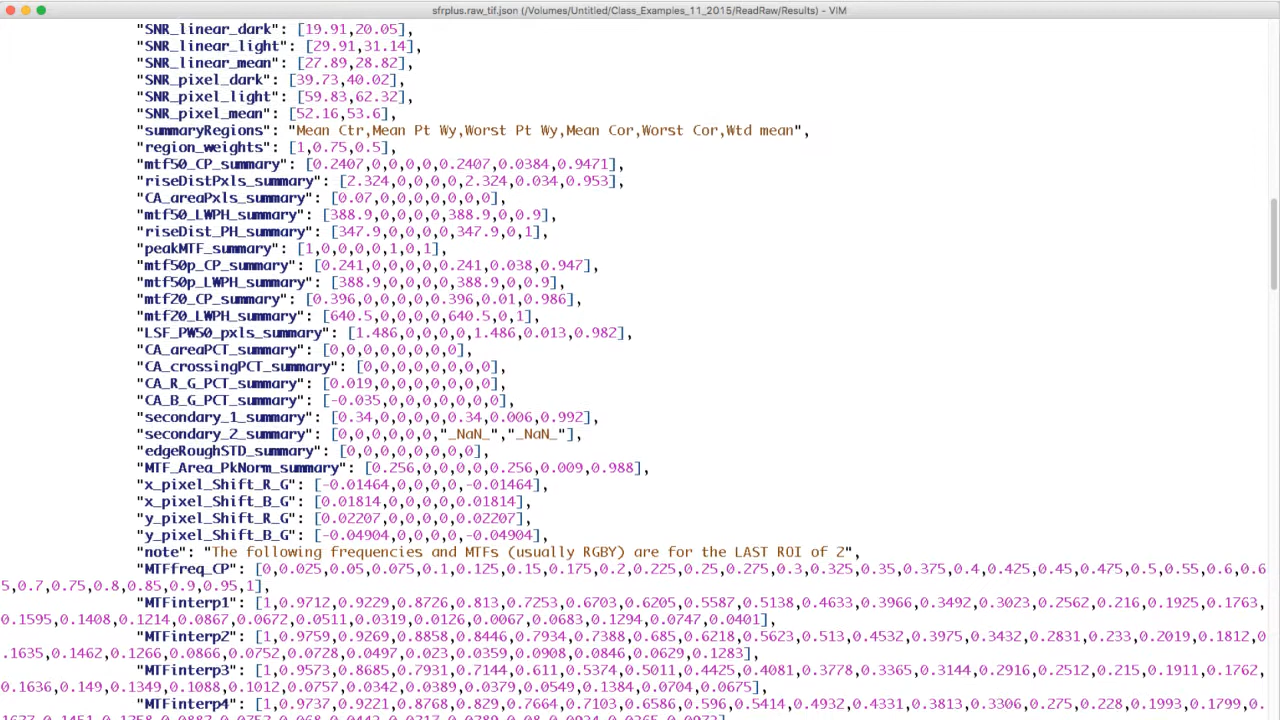 sfrplus.raw_tif.json (/Volumes/Untitled/Class_Examples_11_2015/ReadRaw/Results) - VIM
"SNR_linear_dark": [19.91,20.05],
"SNR_linear_light": [29.91,31.14],
"SNR_linear_mean": [27.89,28.82],
"SNR_pixel_dark": [39.73,40.02],
"SNR_pixel_light": [59.83,62.32],
"SNR_pixel_mean": [52.16,53.6],
"summaryRegions": "Mean Ctr,Mean Pt Wy,Worst Pt Wy,Mean Cor,Worst Cor,Wtd mean",
"region_weights": [1,0.75,0.5],
"mtf50_CP_summary": [0.2407,0,0,0,0,0.2407,0.0384,0.9471],
"riseDistPxls_summary": [2.324,0,0,0,0,2.324,0.034,0.953],
"CA_areaPxls_summary": [0.07,0,0,0,0,0,0,0],
"mtf50_LWPH_summary": [388.9,0,0,0,0,388.9,0,0.9],
"riseDist_PH_summary": [347.9,0,0,0,0,347.9,0,1],
"peakMTF_summary": [1,0,0,0,0,1,0,1],
"mtf50p_CP_summary": [0.241,0,0,0,0,0.241,0.038,0.947],
"mtf50p_LWPH_summary": [388.9,0,0,0,0,388.9,0,0.9],
"mtf20_CP_summary": [0.396,0,0,0,0,0.396,0.01,0.986],
"mtf20_LWPH_summary": [640.5,0,0,0,0,640.5,0,1],
"LSF_PW50_pxls_summary": [1.486,0,0,0,0,1.486,0.013,0.982],
"CA_areaPCT_summary": [0,0,0,0,0,0,0,0],
"CA_crossingPCT_summary": [0,0,0,0,0,0,0,0],
"CA_R_G_PCT_summary": [0.019,0,0,0,0,0,0,0],
"CA_B_G_PCT_summary": [-0.035,0,0,0,0,0,0,0],
"secondary_1_summary": [0.34,0,0,0,0,0.34,0.006,0.992],
"secondary_2_summary": [0,0,0,0,0,0,"_NaN_","_NaN_"],
"edgeRoughSTD_summary": [0,0,0,0,0,0,0,0],
"MTF_Area_PkNorm_summary": [0.256,0,0,0,0,0.256,0.009,0.988],
"x_pixel_Shift_R_G": [-0.01464,0,0,0,0,-0.01464],
"x_pixel_Shift_B_G": [0.01814,0,0,0,0,0.01814],
"y_pixel_Shift_R_G": [0.02207,0,0,0,0,0.02207],
"y_pixel_Shift_B_G": [-0.04904,0,0,0,0,-0.04904],
"note": "The following frequencies and MTFs (usually RGBY) are for the LAST ROI of 2",
"MTFfreq_CP": [0,0.025,0.05,0.075,0.1,0.125,0.15,0.175,0.2,0.225,0.25,0.275,0.3,0.325,0.35,0.375,0.4,0.425,0.45,0.475,0.5,0.55,0.6,0.6
5,0.7,0.75,0.8,0.85,0.9,0.95,1],
"MTFinterp1": [1,0.9712,0.9229,0.8726,0.813,0.7253,0.6703,0.6205,0.5587,0.5138,0.4633,0.3966,0.3492,0.3023,0.2562,0.216,0.1925,0.1763,
0.1595,0.1408,0.1214,0.0867,0.0672,0.0511,0.0319,0.0126,0.0067,0.0683,0.1294,0.0747,0.0401],
"MTFinterp2": [1,0.9759,0.9269,0.8858,0.8446,0.7934,0.7388,0.685,0.6218,0.5623,0.513,0.4532,0.3975,0.3432,0.2831,0.233,0.2019,0.1812,0
.1635,0.1462,0.1266,0.0866,0.0752,0.0728,0.0497,0.023,0.0359,0.0908,0.0846,0.0629,0.1283],
"MTFinterp3": [1,0.9573,0.8685,0.7931,0.7144,0.611,0.5374,0.5011,0.4425,0.4081,0.3778,0.3365,0.3144,0.2916,0.2512,0.215,0.1911,0.1762,
0.1636,0.149,0.1349,0.1088,0.1012,0.0757,0.0342,0.0389,0.0379,0.0549,0.1384,0.0704,0.0675],
"MTFinterp4": [1,0.9737,0.9221,0.8768,0.829,0.7664,0.7103,0.6586,0.596,0.5414,0.4932,0.4331,0.3813,0.3306,0.275,0.228,0.1993,0.1799,0.